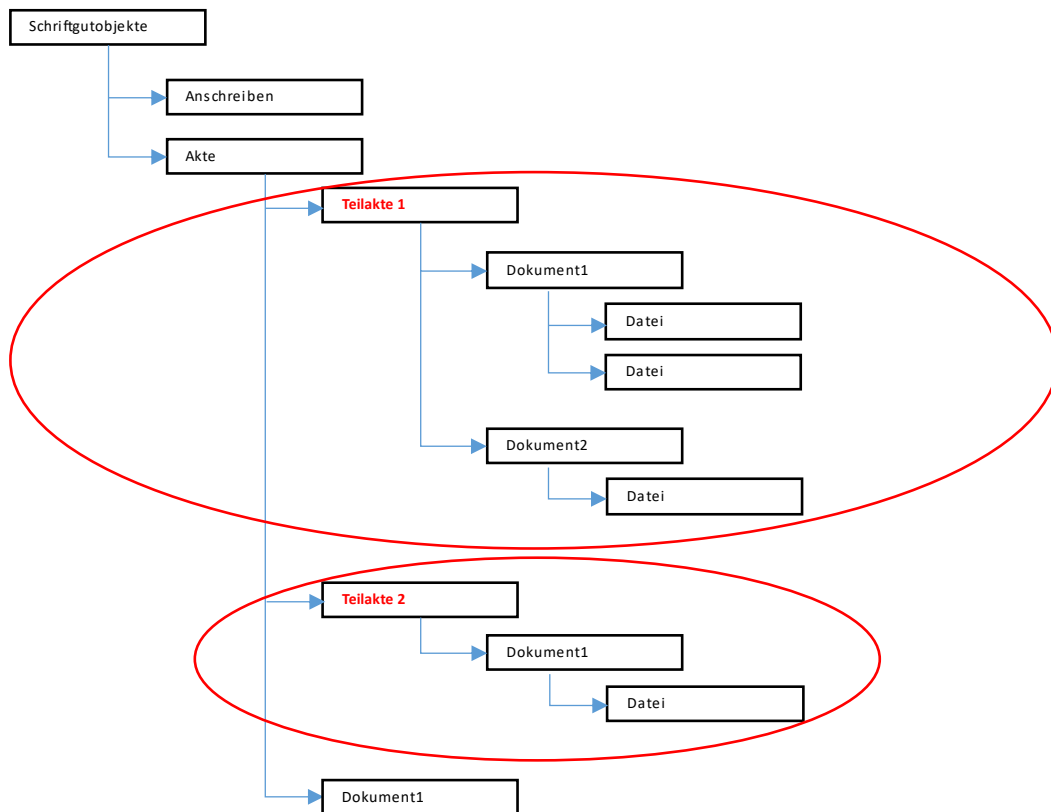 Schriftgutobjekte
Anschreiben
Akte
Teilakte 1
Dokument1
Datei
Datei
Dokument2
Datei
Teilakte 2
Dokument1
Datei
Dokument1